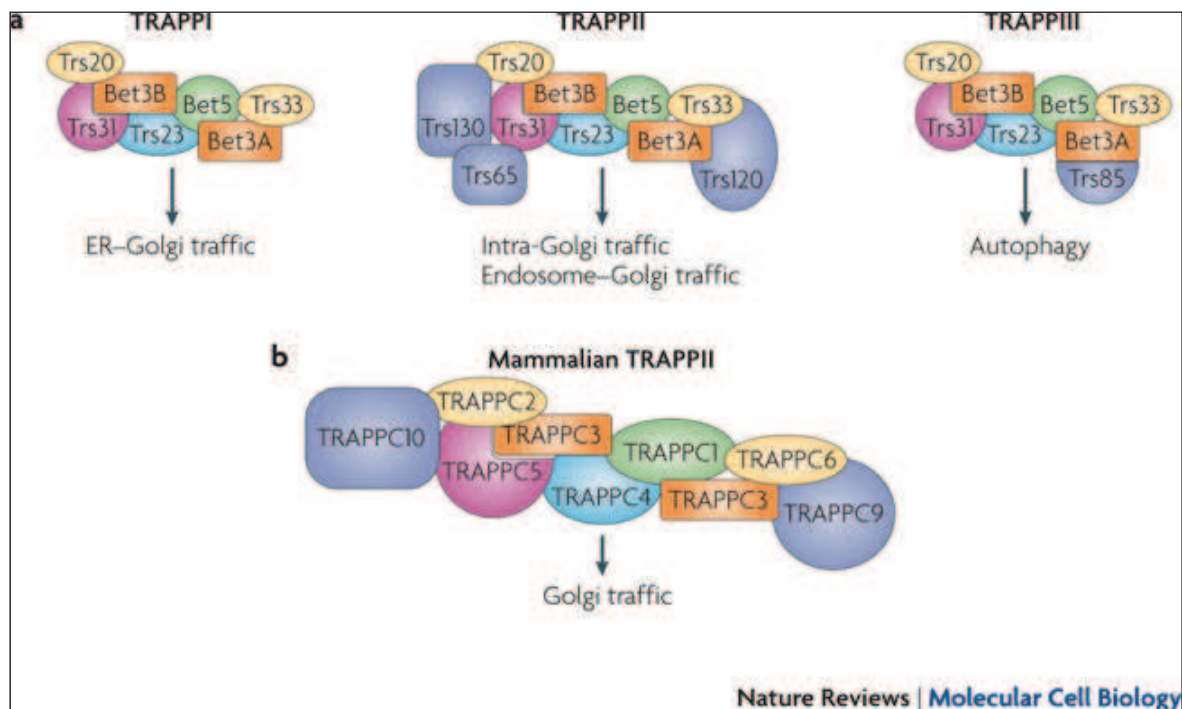 a
TRAPPI
TRAPPII
TRAPPIII
Trs20
Bet3B
Bet5
Trs33
Trs31
Trs23
Bet3A
ER–Golgi traffic
Trs20
Bet3B
Bet5
Trs33
Trs130
Trs31
Trs23
Bet3A
Trs65
Trs120
Intra-Golgi traffic
Endosome–Golgi traffic
Trs20
Bet3B
Bet5
Trs33
Trs31
Trs23
Bet3A
Trs85
Autophagy
b
Mammalian TRAPPII
TRAPPC2
TRAPPC10
TRAPPC3
TRAPPC1
TRAPPC6
TRAPPC5
TRAPPC4
TRAPPC3
TRAPPC9
Golgi traffic
Nature Reviews | Molecular Cell Biology